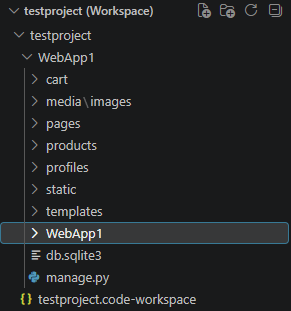 testproject (Workspace)
testproject
WebApp1
cart
media\images
pages
products
profiles
static
templates
WebApp1
db.sqlite3
manage.py
{} testproject.code-workspace